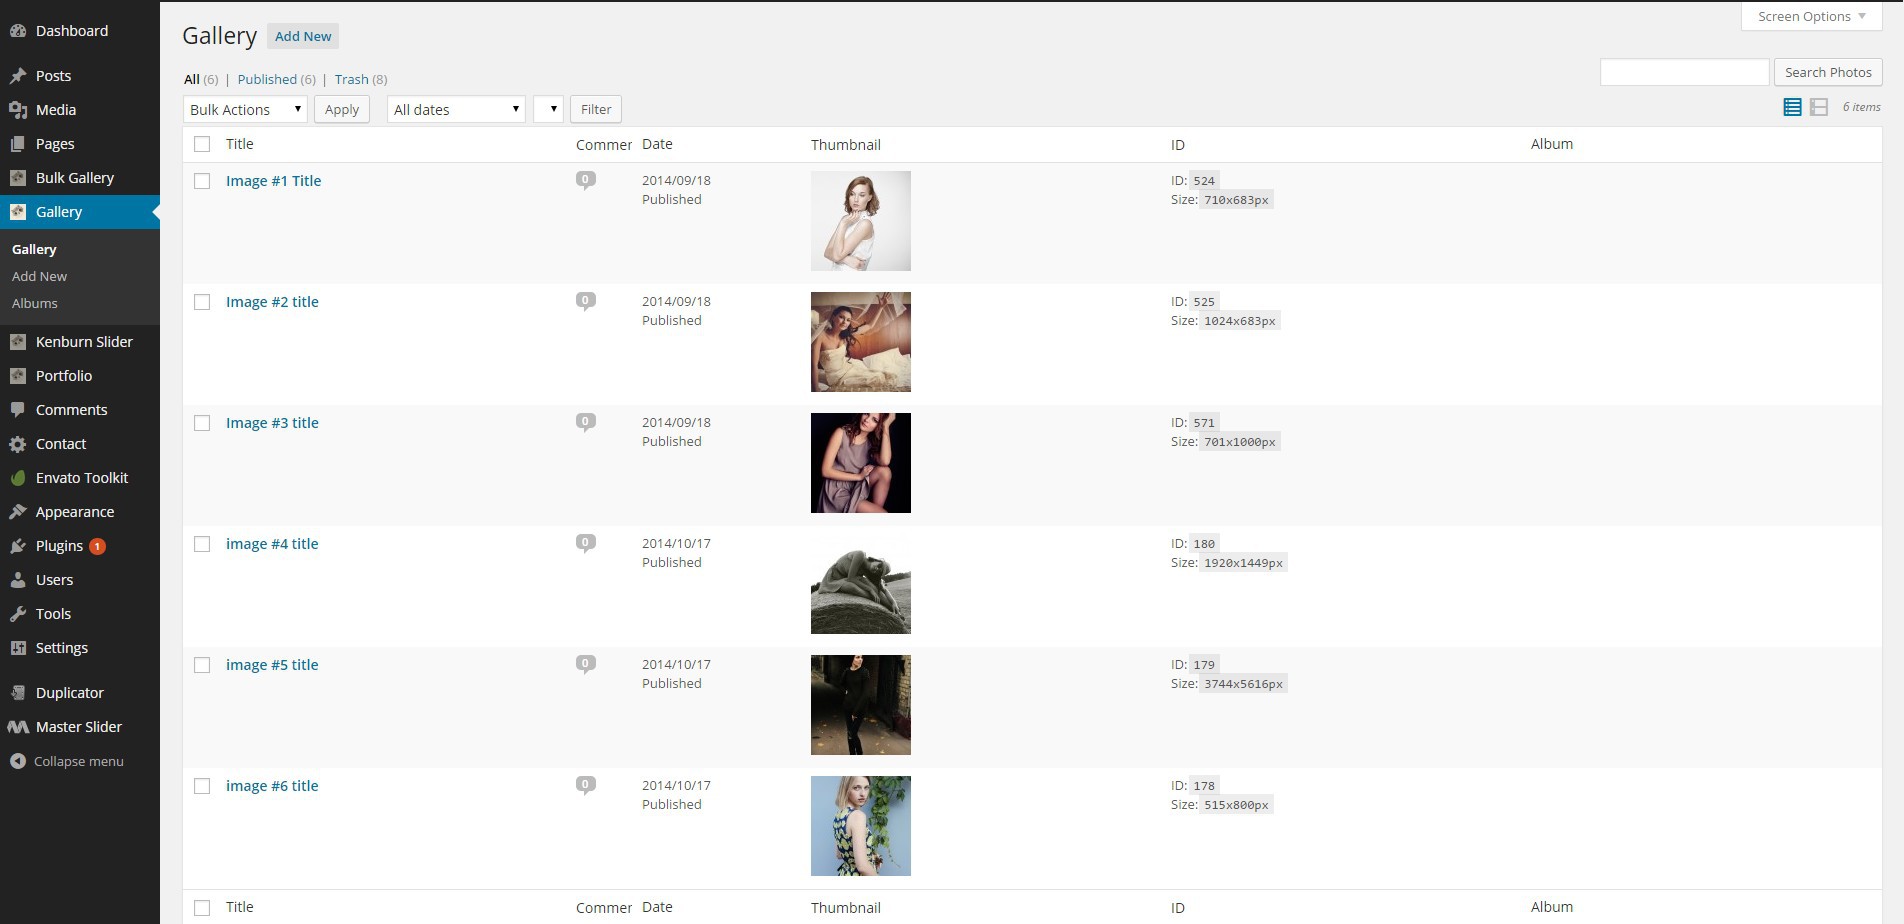 Dashboard
Posts
Media
Pages
Bulk Gallery
Gallery
Gallery
Add New
Albums
Kenburn Slider
Portfolio
Comments
Contact
Envato Toolkit
Appearance
Plugins 1
Users
Tools
Settings
Duplicator
Master Slider
Collapse menu
Screen Options
Gallery Add New
All (6) | Published (6) | Trash (8)
Search Photos
Bulk Actions Apply All dates Filter
6 items
Title Commer Date Thumbnail ID Album
Image #1 Title 0 2014/09/18 ID: 524
Published Size: 710x683px
Image #2 title 0 2014/09/18 ID: 525
Published Size: 1024x683px
Image #3 title 0 2014/09/18 ID: 571
Published Size: 701x1000px
image #4 title 0 2014/10/17 ID: 180
Published Size: 1920x1449px
image #5 title 0 2014/10/17 ID: 179
Published Size: 3744x5616px
image #6 title 0 2014/10/17 ID: 178
Published Size: 515x800px
Title Commer Date Thumbnail ID Album